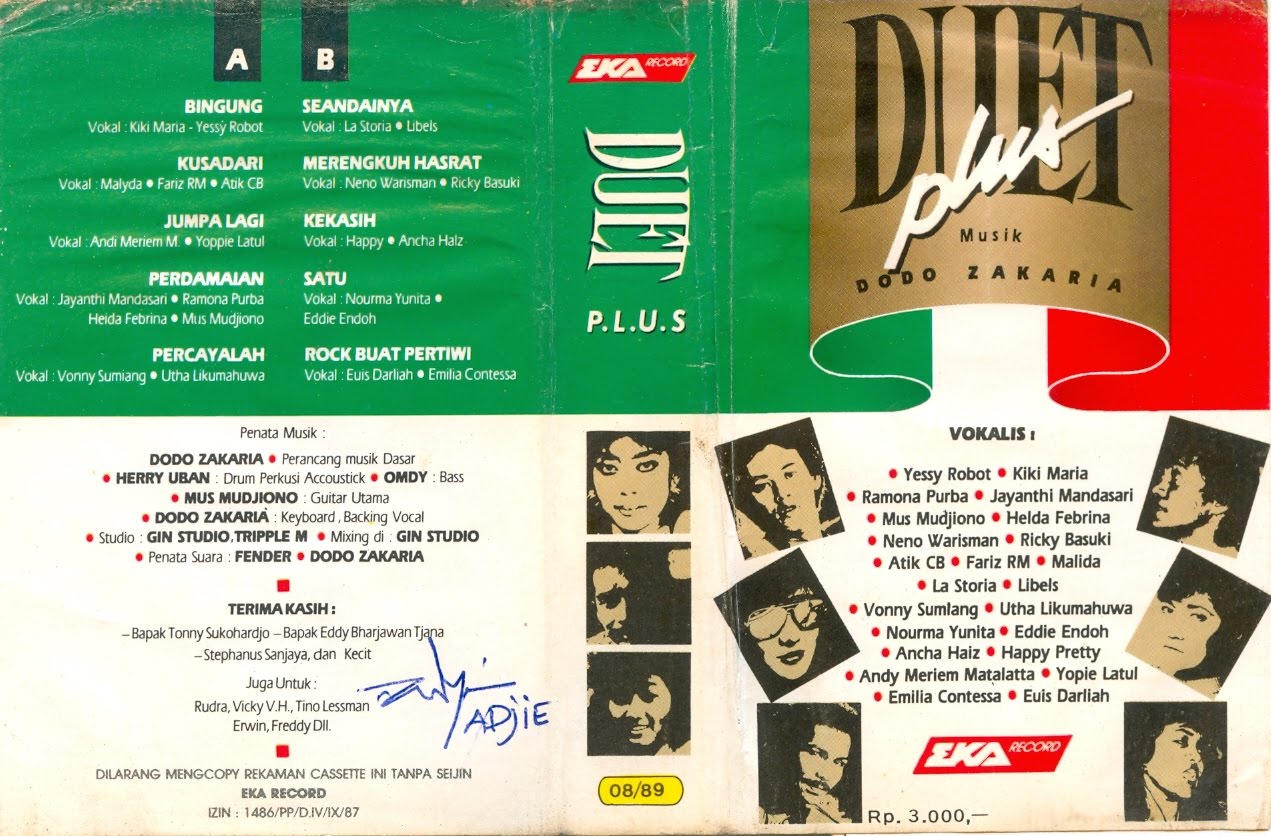 A B
BINGUNG
Vokal : Kiki Maria - Yessy Robot
KUSADARI
Vokal : Malyda • Fariz RM • Atik CB
JUMPA LAGI
Vokal : Andi Meriem M. • Yoppie Latul
PERDAMAIAN
Vokal : Jayanthi Mandasari • Ramona Purba
Heida Febrina • Mus Mudjiono
PERCAYALAH
Vokal : Vonny Sumiang • Utha Likumahuwa
SEANDAINYA
Vokal : La Storia • Libels
MERENGKUH HASRAT
Vokal : Neno Warisman • Ricky Basuki
KEKASIH
Vokal : Happy • Ancha Haiz
SATU
Vokal : Nourma Yunita •
Eddie Endoh
ROCK BUAT PERTIWI
Vokal : Euis Darliah • Emilia Contessa
Penata Musik :
DODO ZAKARIA • Perancang musik Dasar
• HERRY UBAN : Drum Perkusi Accoustick • OMDY : Bass
• MUS MUDJIONO : Guitar Utama
• DODO ZAKARIA : Keyboard, Backing Vocal
• Studio : GIN STUDIO, TRIPPLE M • Mixing di : GIN STUDIO
• Penata Suara : FENDER • DODO ZAKARIA
TERIMA KASIH :
– Bapak Tonny Sukohardjo – Bapak Eddy Bharjawan Tjana
– Stephanus Sanjaya, dan Kecit
Juga Untuk :
Rudra, Vicky V.H., Tino Lessman
Erwin, Freddy Dll.
ADjiE
DILARANG MENGCOPY REKAMAN CASSETTE INI TANPA SEIJIN
EKA RECORD
IZIN : 1486/PP/D.IV/IX/87
EKA RECORD
DUET
P.L.U.S
08/89
DUET
plus
Musik
DODO ZAKARIA
VOKALIS :
• Yessy Robot • Kiki Maria
• Ramona Purba • Jayanthi Mandasari
• Mus Mudjiono • Helda Febrina
• Neno Warisman • Ricky Basuki
• Atik CB • Fariz RM • Malida
• La Storia • Libels
• Vonny Sumlang • Utha Likumahuwa
• Nourma Yunita • Eddie Endoh
• Ancha Haiz • Happy Pretty
• Andy Meriem Matalatta • Yopie Latul
• Emilia Contessa • Euis Darliah
EKA RECORD
Rp. 3.000,—